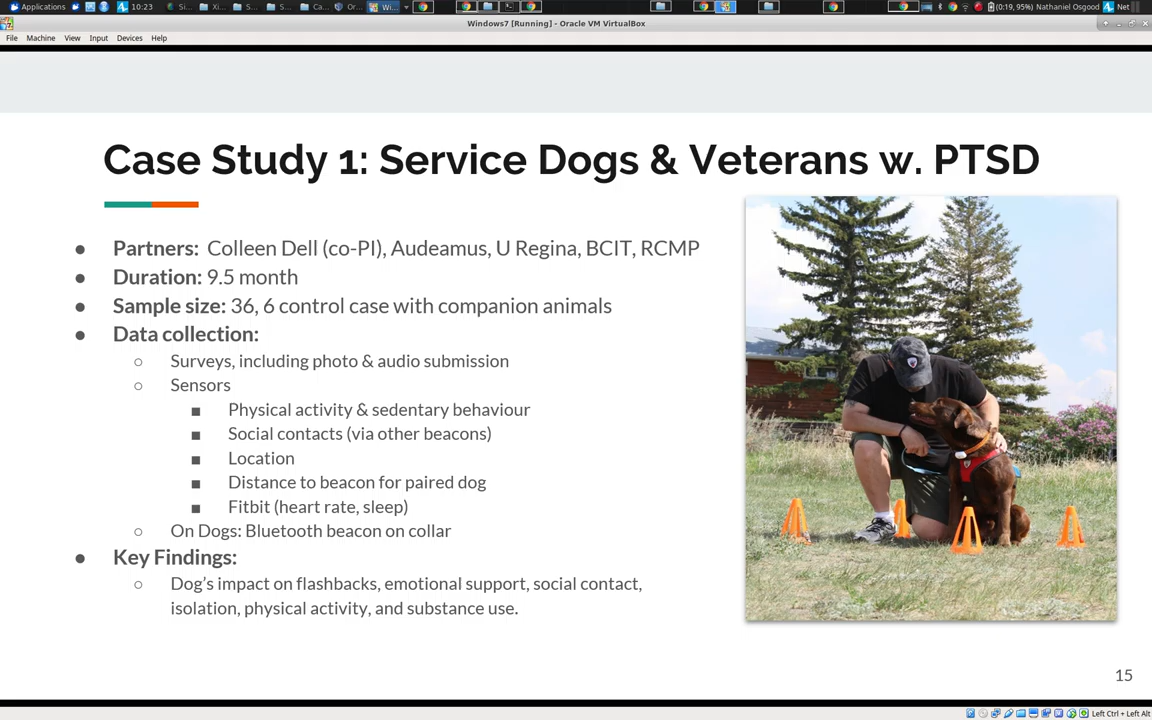 Applications
10:23
Si...
Xi...
S...
S...
Ca...
Or...
Wi...
(0:19, 95%) Nathaniel Osgood
Net
Windows7 [Running] - Oracle VM VirtualBox
File Machine View Input Devices Help
Case Study 1: Service Dogs & Veterans w. PTSD
● Partners: Colleen Dell (co-PI), Audeamus, U Regina, BCIT, RCMP
● Duration: 9.5 month
● Sample size: 36, 6 control case with companion animals
● Data collection:
○ Surveys, including photo & audio submission
○ Sensors
■ Physical activity & sedentary behaviour
■ Social contacts (via other beacons)
■ Location
■ Distance to beacon for paired dog
■ Fitbit (heart rate, sleep)
○ On Dogs: Bluetooth beacon on collar
● Key Findings:
○ Dog's impact on flashbacks, emotional support, social contact,
isolation, physical activity, and substance use.
15
Left Ctrl + Left Alt